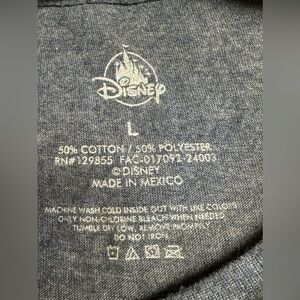 Disney
L
50% COTTON / 50% POLYESTER
RN#129855 FAC-017092-24003
©DISNEY
MADE IN MEXICO
MACHINE WASH COLD INSIDE OUT WITH LIKE COLORS
ONLY NON-CHLORINE BLEACH WHEN NEEDED
TUMBLE DRY LOW, REMOVE PROMPTLY
DO NOT IRON